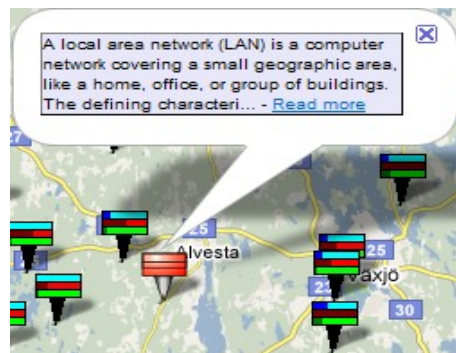 A local area network (LAN) is a computer
network covering a small geographic area,
like a home, office, or group of buildings.
The defining characteri... - Read more
27
25
Alvesta
25
Växjö
30